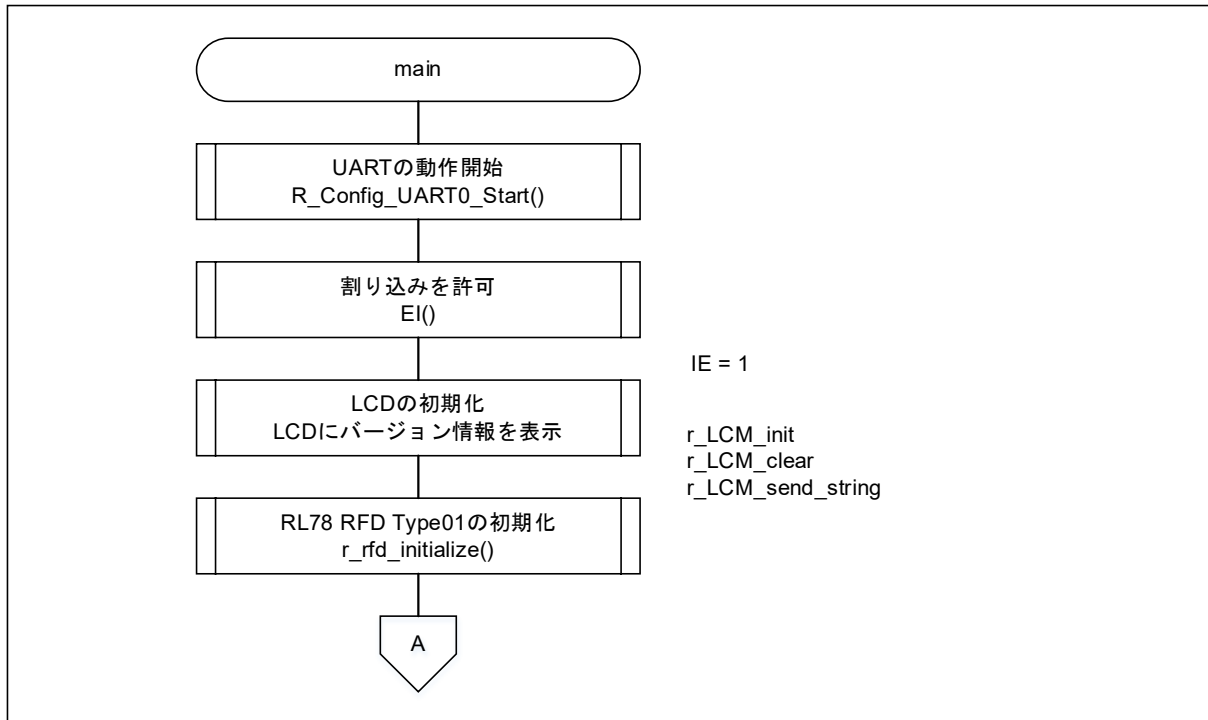 main
UARTの動作開始
R_Config_UART0_Start()
割り込みを許可
EI()
IE = 1
LCDの初期化
LCDにバージョン情報を表示
r_LCM_init
r_LCM_clear
r_LCM_send_string
RL78 RFD Type01の初期化
r_rfd_initialize()
A